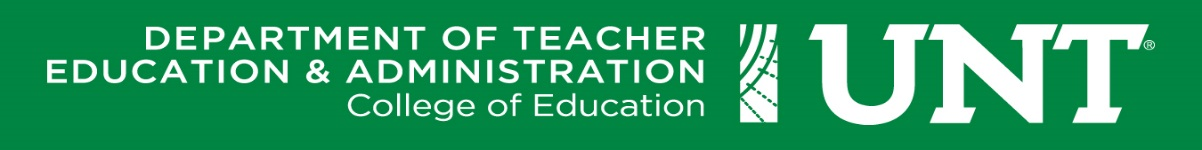 DEPARTMENT OF TEACHER
EDUCATION & ADMINISTRATION
College of Education
UNT®